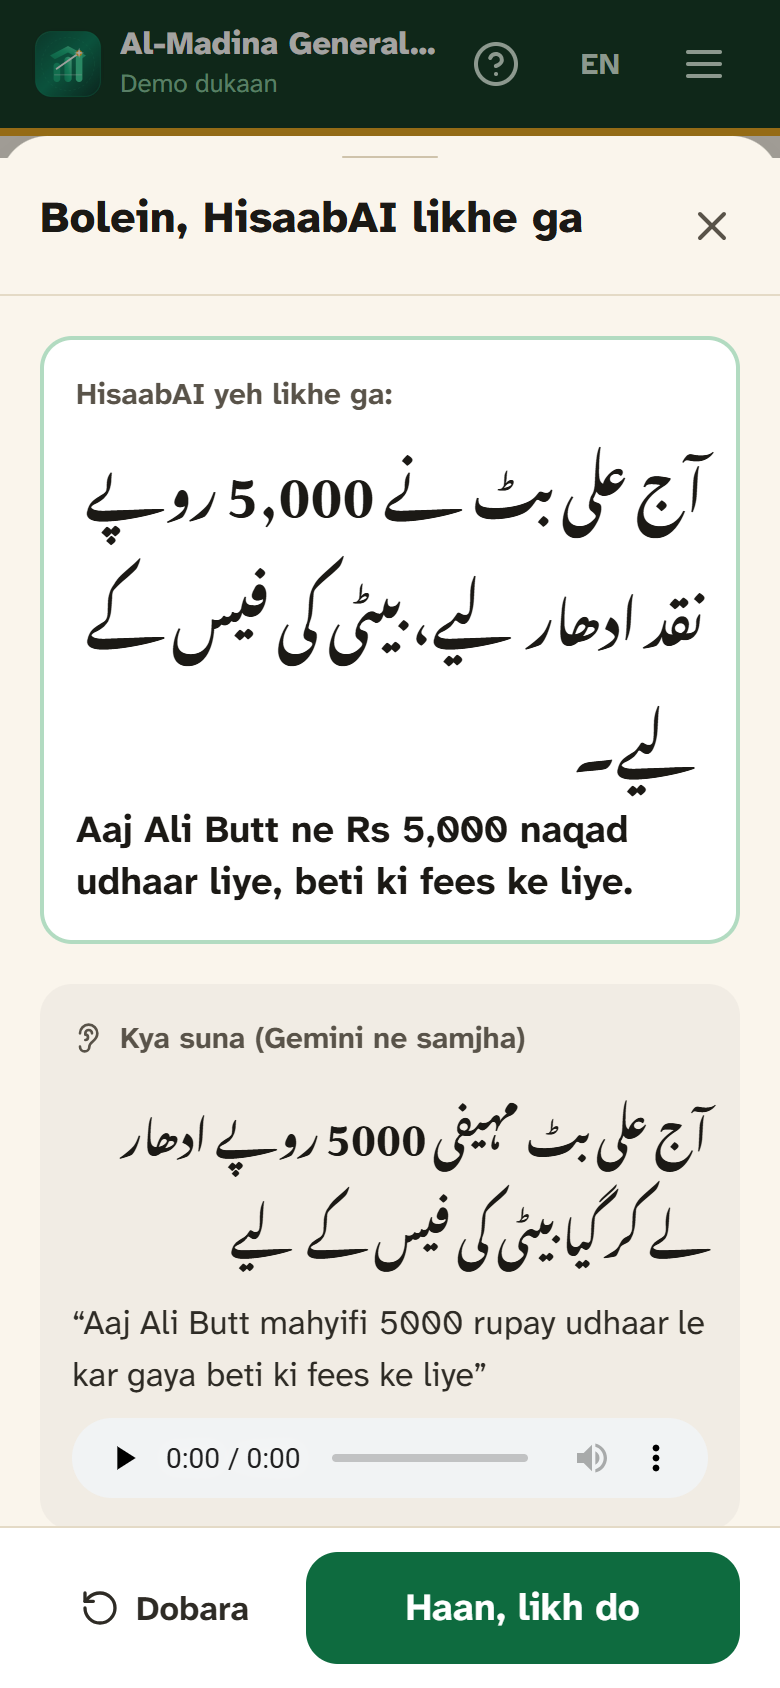 Al-Madina General...
Demo dukaan
EN
Bolein, HisaabAI likhe ga
HisaabAI yeh likhe ga:
آج علی بٹ نے 5,000 روپے
نقد ادھار لیے، بیٹی کی فیس کے
لیے۔
Aaj Ali Butt ne Rs 5,000 naqad
udhaar liye, beti ki fees ke liye.
Kya suna (Gemini ne samjha)
آج علی بٹ مہیفی 5000 روپے ادھار
لے کر گیا بیٹی کی فیس کے لیے
“Aaj Ali Butt mahyifi 5000 rupay udhaar le
kar gaya beti ki fees ke liye”
0:00 / 0:00
Dobara
Haan, likh do